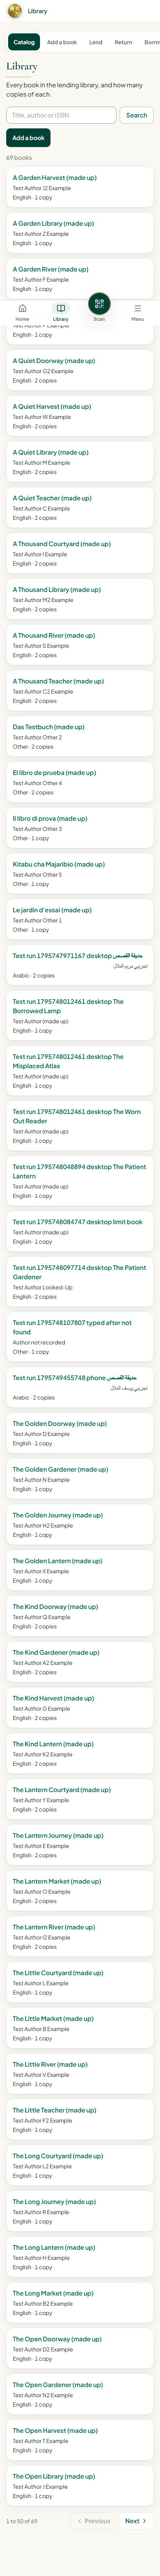 Library
Catalog Add a book Lend Return Borro
Library
Every book in the lending library, and how many
copies of each.
Title, author or ISBN Search
Add a book
69 books
A Garden Harvest (made up)
Test Author J2 Example
English · 1 copy
A Garden Library (made up)
Test Author Z Example
English · 1 copy
A Garden River (made up)
Test Author F Example
English · 1 copy
Home Library Scan Menu
Test Author P Example
English · 1 copy
A Quiet Doorway (made up)
Test Author G2 Example
English · 2 copies
A Quiet Harvest (made up)
Test Author W Example
English · 2 copies
A Quiet Library (made up)
Test Author M Example
English · 2 copies
A Quiet Teacher (made up)
Test Author C Example
English · 2 copies
A Thousand Courtyard (made up)
Test Author I Example
English · 2 copies
A Thousand Library (made up)
Test Author M2 Example
English · 2 copies
A Thousand River (made up)
Test Author S Example
English · 2 copies
A Thousand Teacher (made up)
Test Author C2 Example
English · 2 copies
Das Testbuch (made up)
Test Author Other 2
Other · 2 copies
El libro de prueba (made up)
Test Author Other 4
Other · 2 copies
Il libro di prova (made up)
Test Author Other 3
Other · 1 copy
Kitabu cha Majaribio (made up)
Test Author Other 5
Other · 1 copy
Le jardin d'essai (made up)
Test Author Other 1
Other · 1 copy
Test run 1795747971167 desktop حديقة القصص
تجريبي مريم المثال
Arabic · 2 copies
Test run 1795748012461 desktop The
Borrowed Lamp
Test Author (made up)
English · 1 copy
Test run 1795748012461 desktop The
Misplaced Atlas
Test Author (made up)
English · 1 copy
Test run 1795748012461 desktop The Worn
Out Reader
Test Author (made up)
English · 1 copy
Test run 1795748048894 desktop The Patient
Lantern
Test Author (made up)
English · 1 copy
Test run 1795748084747 desktop limit book
Test Author (made up)
English · 1 copy
Test run 1795748097714 desktop The Patient
Gardener
Test Author Looked-Up
English · 2 copies
Test run 1795748107807 typed after not
found
Author not recorded
Other · 1 copy
Test run 1795749455748 phone حديقة القصص
تجريبي يوسف المثال
Arabic · 2 copies
The Golden Doorway (made up)
Test Author D Example
English · 1 copy
The Golden Gardener (made up)
Test Author N Example
English · 1 copy
The Golden Journey (made up)
Test Author H2 Example
English · 1 copy
The Golden Lantern (made up)
Test Author X Example
English · 1 copy
The Kind Doorway (made up)
Test Author Q Example
English · 2 copies
The Kind Gardener (made up)
Test Author A2 Example
English · 2 copies
The Kind Harvest (made up)
Test Author G Example
English · 2 copies
The Kind Lantern (made up)
Test Author K2 Example
English · 2 copies
The Lantern Courtyard (made up)
Test Author Y Example
English · 2 copies
The Lantern Journey (made up)
Test Author E Example
English · 2 copies
The Lantern Market (made up)
Test Author O Example
English · 2 copies
The Lantern River (made up)
Test Author I2 Example
English · 2 copies
The Little Courtyard (made up)
Test Author L Example
English · 1 copy
The Little Market (made up)
Test Author B Example
English · 1 copy
The Little River (made up)
Test Author V Example
English · 1 copy
The Little Teacher (made up)
Test Author F2 Example
English · 1 copy
The Long Courtyard (made up)
Test Author L2 Example
English · 1 copy
The Long Journey (made up)
Test Author R Example
English · 1 copy
The Long Lantern (made up)
Test Author H Example
English · 1 copy
The Long Market (made up)
Test Author B2 Example
English · 1 copy
The Open Doorway (made up)
Test Author D2 Example
English · 1 copy
The Open Gardener (made up)
Test Author N2 Example
English · 1 copy
The Open Harvest (made up)
Test Author T Example
English · 1 copy
The Open Library (made up)
Test Author J Example
English · 1 copy
1 to 50 of 69 Previous Next